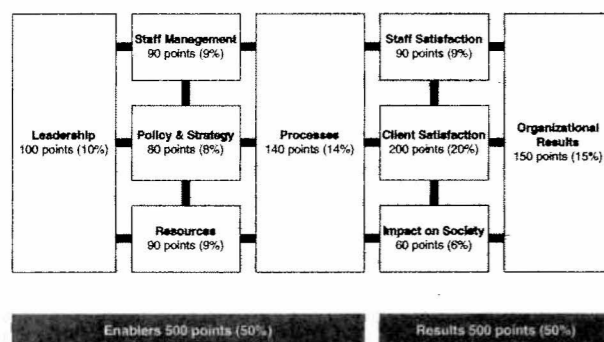 Staff Management
90 points (9%)
Staff Satisfaction
90 points (9%)
Leadership
100 points (10%)
Policy & Strategy
80 points (8%)
Processes
140 points (14%)
Client Satisfaction
200 points (20%)
Organizational
Results
150 points (15%)
Resources
90 points (9%)
Impact on Society
60 points (6%)
Enablers 500 points (50%)
Results 500 points (50%)